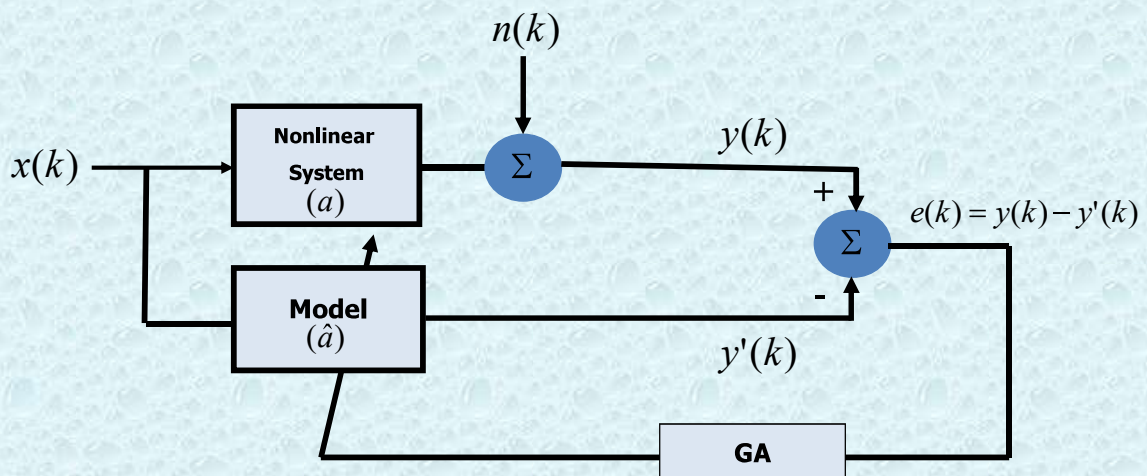 n(k)
Nonlinear
System
(a)
x(k)
Σ
y(k)
+
Σ
e(k) = y(k) − y'(k)
Model
(â)
-
y'(k)
GA